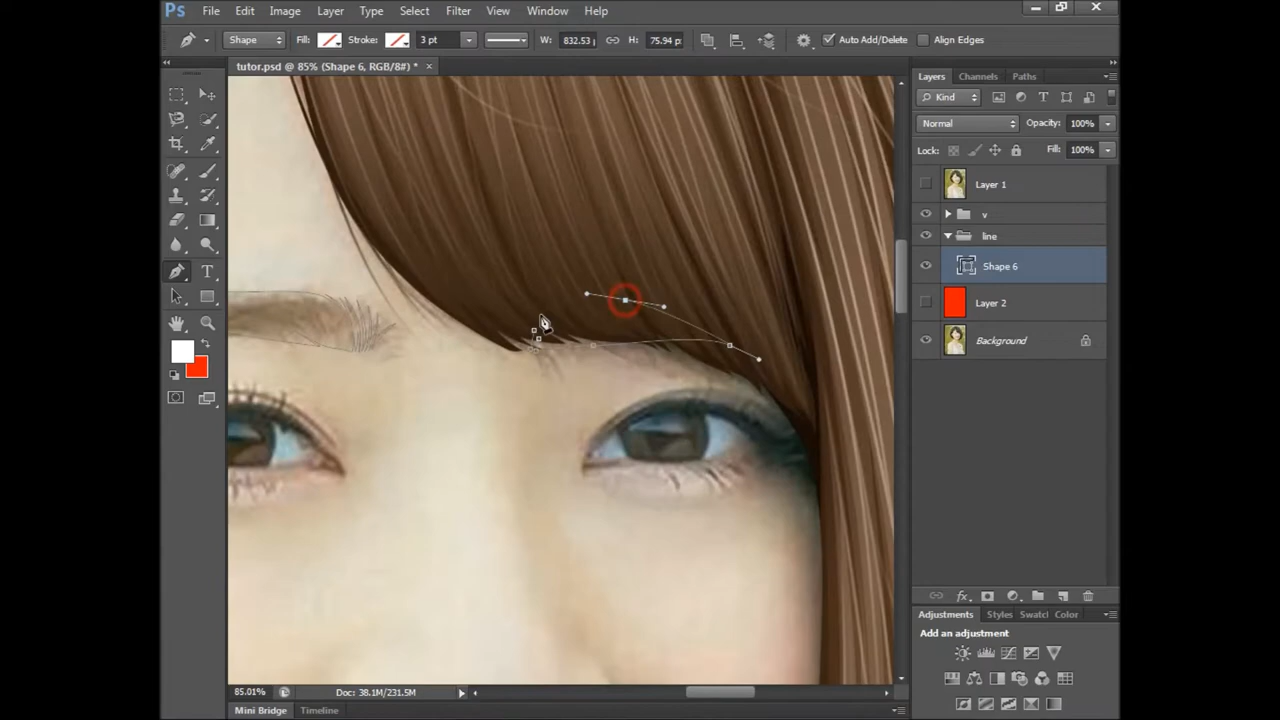 Ps File Edit Image Layer Type Select Filter View Window Help
Shape Fill: Stroke: 3 pt W: 832.53 H: 75.94 p Auto Add/Delete Align Edges
tutor.psd @ 85% (Shape 6, RGB/8#) * ×
Layers Channels Paths
Kind
Normal Opacity: 100%
Lock: Fill: 100%
Layer 1
v
line
Shape 6
Layer 2
Background
fx
Adjustments Styles Swatcl Color
Add an adjustment
85.01% Doc: 38.1M/231.5M
Mini Bridge Timeline